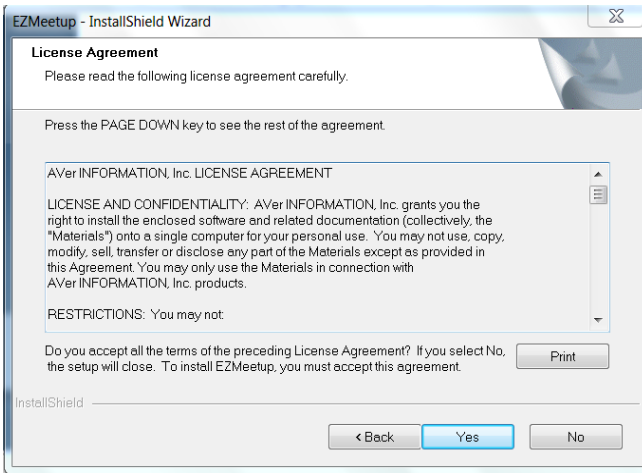 EZMeetup - InstallShield Wizard
License Agreement
Please read the following license agreement carefully.
Press the PAGE DOWN key to see the rest of the agreement.
AVer INFORMATION, Inc. LICENSE AGREEMENT
LICENSE AND CONFIDENTIALITY: AVer INFORMATION, Inc. grants you the
right to install the enclosed software and related documentation (collectively, the
"Materials") onto a single computer for your personal use. You may not use, copy,
modify, sell, transfer or disclose any part of the Materials except as provided in
this Agreement. You may only use the Materials in connection with
AVer INFORMATION, Inc. products.
RESTRICTIONS: You may not:
Do you accept all the terms of the preceding License Agreement? If you select No,
the setup will close. To install EZMeetup, you must accept this agreement.
Print
InstallShield
< Back
Yes
No